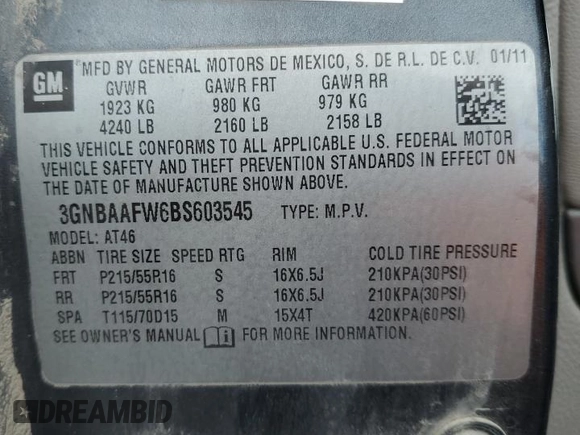 GM
MFD BY GENERAL MOTORS DE MEXICO, S. DE R.L. DE C.V. 01/11
GVWR GAWR FRT GAWR RR
1923 KG 980 KG 979 KG
4240 LB 2160 LB 2158 LB
THIS VEHICLE CONFORMS TO ALL APPLICABLE U.S. FEDERAL MOTOR
VEHICLE SAFETY AND THEFT PREVENTION STANDARDS IN EFFECT ON
THE DATE OF MANUFACTURE SHOWN ABOVE.
3GNBAAFW6BS603545 TYPE: M.P.V.
MODEL: AT46
ABBN TIRE SIZE SPEED RTG RIM COLD TIRE PRESSURE
FRT P215/55R16 S 16X6.5J 210KPA(30PSI)
RR P215/55R16 S 16X6.5J 210KPA(30PSI)
SPA T115/70D15 M 15X4T 420KPA(60PSI)
SEE OWNER'S MANUAL FOR MORE INFORMATION.
DREAMBID